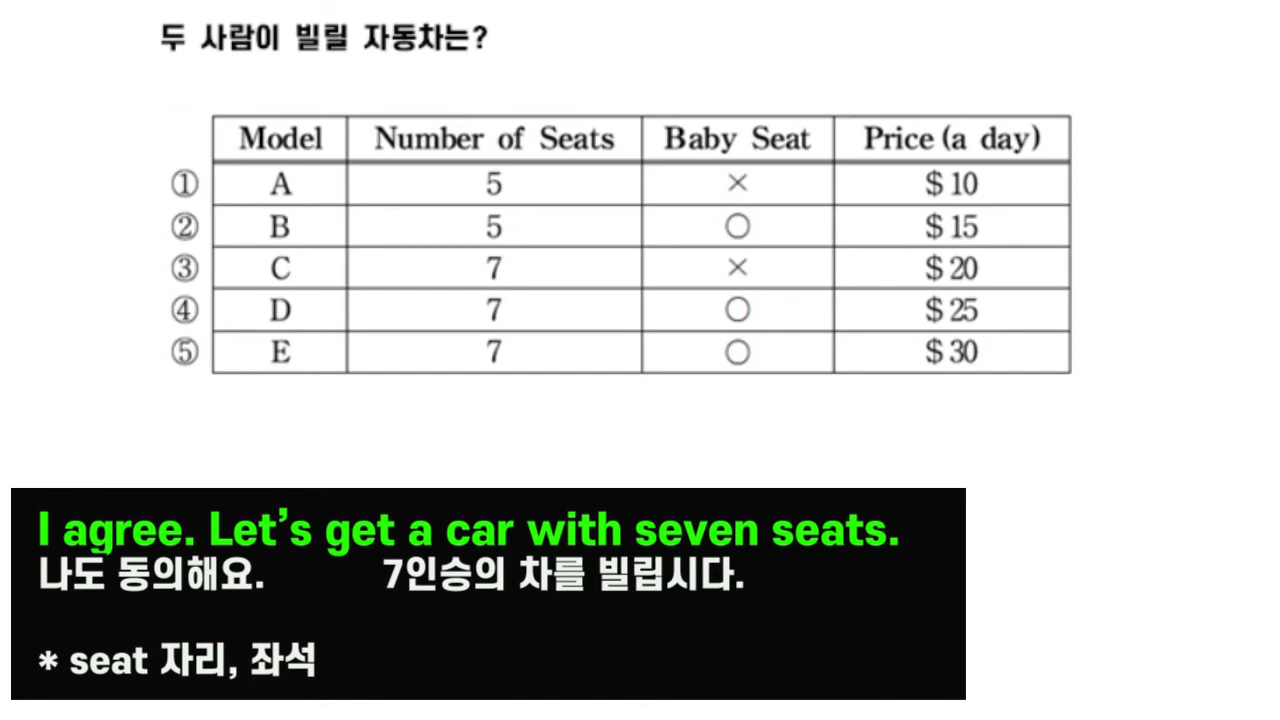 두 사람이 빌릴 자동차는?
Model Number of Seats Baby Seat Price (a day)
① A 5 × $ 10
② B 5 ○ $ 15
③ C 7 × $ 20
④ D 7 ○ $ 25
⑤ E 7 ○ $ 30
I agree. Let's get a car with seven seats.
나도 동의해요. 7인승의 차를 빌립시다.
* seat 자리, 좌석